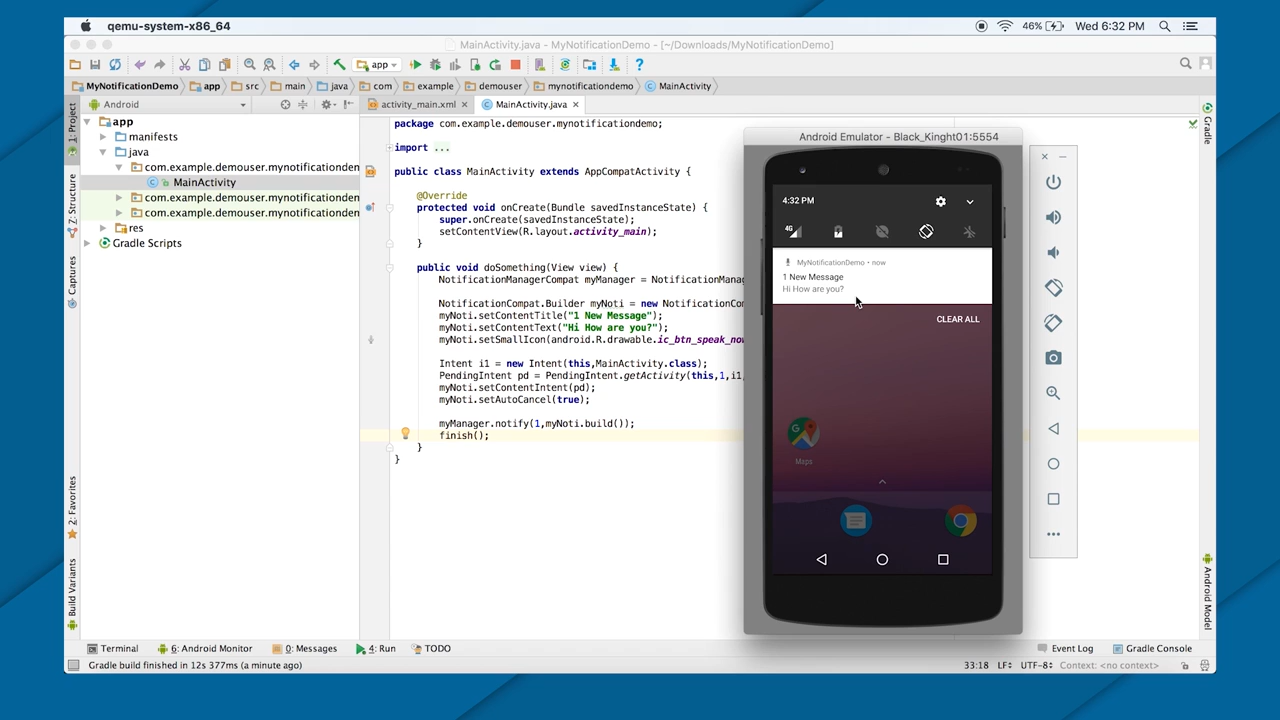 qemu-system-x86_64
46%
Wed 6:32 PM
MainActivity.java - MyNotificationDemo - [~/Downloads/MyNotificationDemo]
app
MyNotificationDemo
app
src
main
java
com
example
demouser
mynotificationdemo
MainActivity
Android
activity_main.xml
MainActivity.java
1: Project
Z: Structure
Captures
2: Favorites
Build Variants
app
manifests
java
com.example.demouser.mynotificationden
MainActivity
com.example.demouser.mynotificationden
com.example.demouser.mynotificationden
res
Gradle Scripts
package com.example.demouser.mynotificationdemo;
import ...
public class MainActivity extends AppCompatActivity {
@Override
protected void onCreate(Bundle savedInstanceState) {
super.onCreate(savedInstanceState);
setContentView(R.layout.activity_main);
}
public void doSomething(View view) {
NotificationManagerCompat myManager = Notification
NotificationCompat.Builder myNoti = new NotificationCo
myNoti.setContentTitle("1 New Message");
myNoti.setContentText("Hi How are you?");
myNoti.setSmallIcon(android.R.drawable.ic_btn_speak_no
Intent i1 = new Intent(this,MainActivity.class);
PendingIntent pd = PendingIntent.getActivity(this,1,i1,
myNoti.setContentIntent(pd);
myNoti.setAutoCancel(true);
myManager.notify(1,myNoti.build());
finish();
}
}
Android Emulator - Black_Kinght01:5554
4:32 PM
4G
MyNotificationDemo • now
1 New Message
Hi How are you?
CLEAR ALL
Maps
Gradle
Android Model
Terminal
6: Android Monitor
0: Messages
4: Run
TODO
Event Log
Gradle Console
Gradle build finished in 12s 377ms (a minute ago)
33:18
LF
UTF-8
Context: <no context>